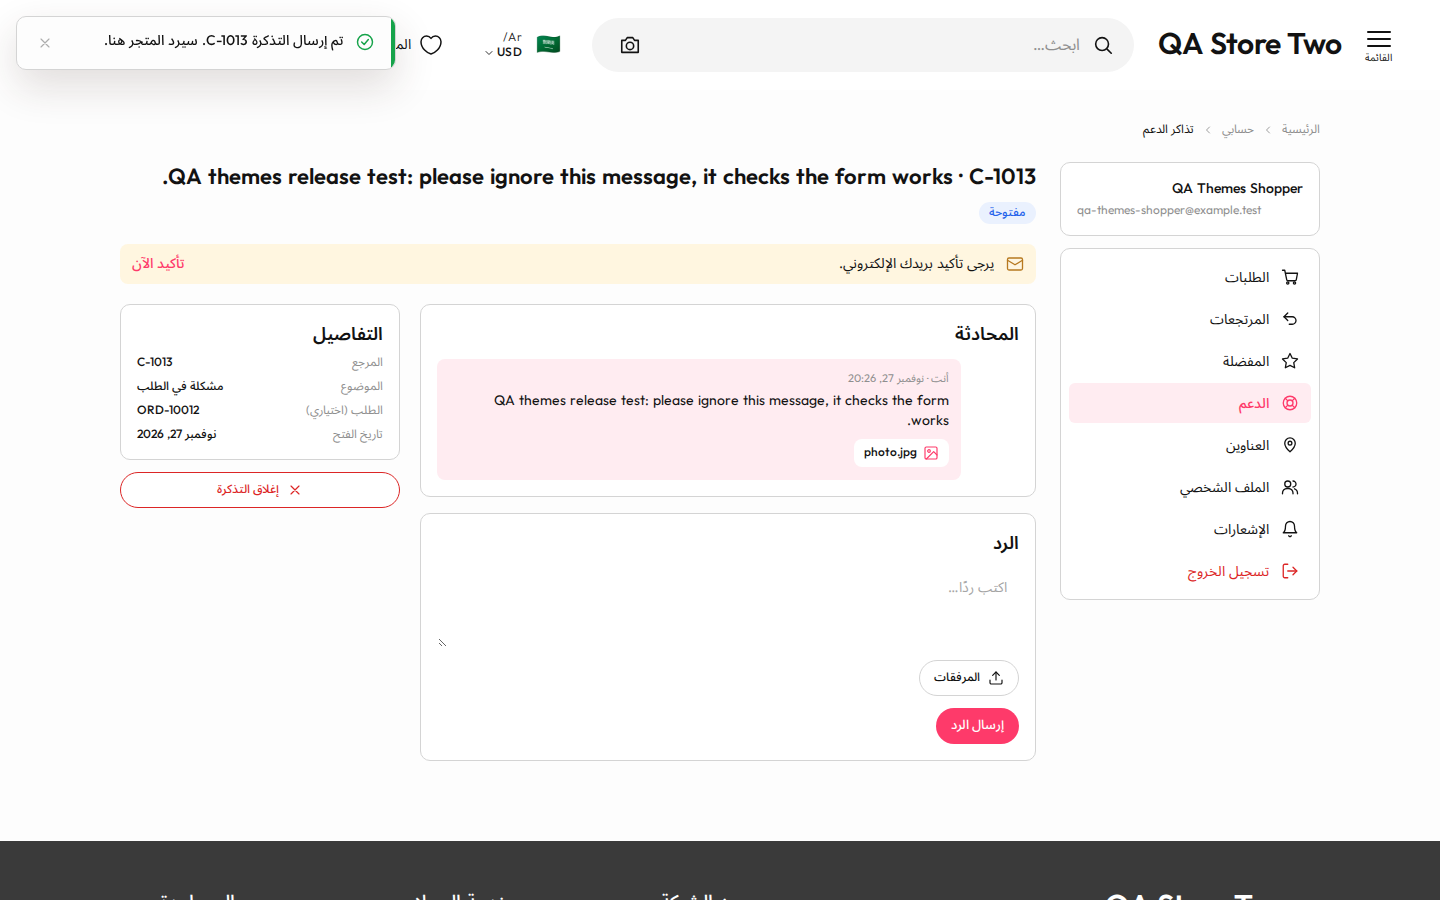 القائمة
QA Store Two
ابحث...
Ar/
USD
تم إرسال التذكرة C-1013. سيرد المتجر هنا.
الرئيسية
حسابي
تذاكر الدعم
QA Themes Shopper
qa-themes-shopper@example.test
الطلبات
المرتجعات
المفضلة
الدعم
العناوين
الملف الشخصي
الإشعارات
تسجيل الخروج
QA themes release test: please ignore this message, it checks the form works · C-1013.
مفتوحة
يرجى تأكيد بريدك الإلكتروني.
تأكيد الآن
المحادثة
أنت · نوفمبر 27, 20:26
QA themes release test: please ignore this message, it checks the form
works.
photo.jpg
الرد
اكتب ردًا...
المرفقات
إرسال الرد
التفاصيل
المرجع C-1013
الموضوع مشكلة في الطلب
الطلب (اختياري) ORD-10012
تاريخ الفتح نوفمبر 27, 2026
إغلاق التذكرة